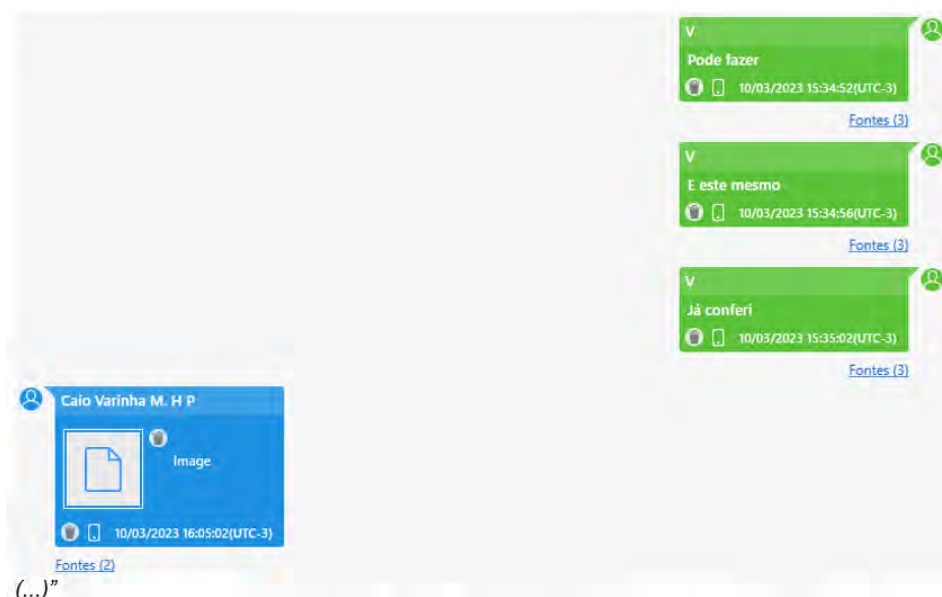 V
Pode fazer
10/03/2023 15:34:52(UTC-3)
Fontes (3)
V
E este mesmo
10/03/2023 15:34:56(UTC-3)
Fontes (3)
V
Já conferi
10/03/2023 15:35:02(UTC-3)
Fontes (3)
Caio Varinha M. H P
Image
10/03/2023 16:05:02(UTC-3)
Fontes (2)
(...)”